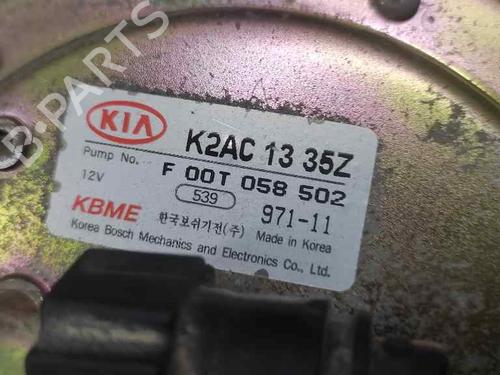 B-PARTS
KIA
K2AC 13 35Z
Pump No. F 00T 058 502
12V 539 971-11
KBME 한국보쉬기전(주) Made in Korea
Korea Bosch Mechanics and Electronics Co., Ltd.